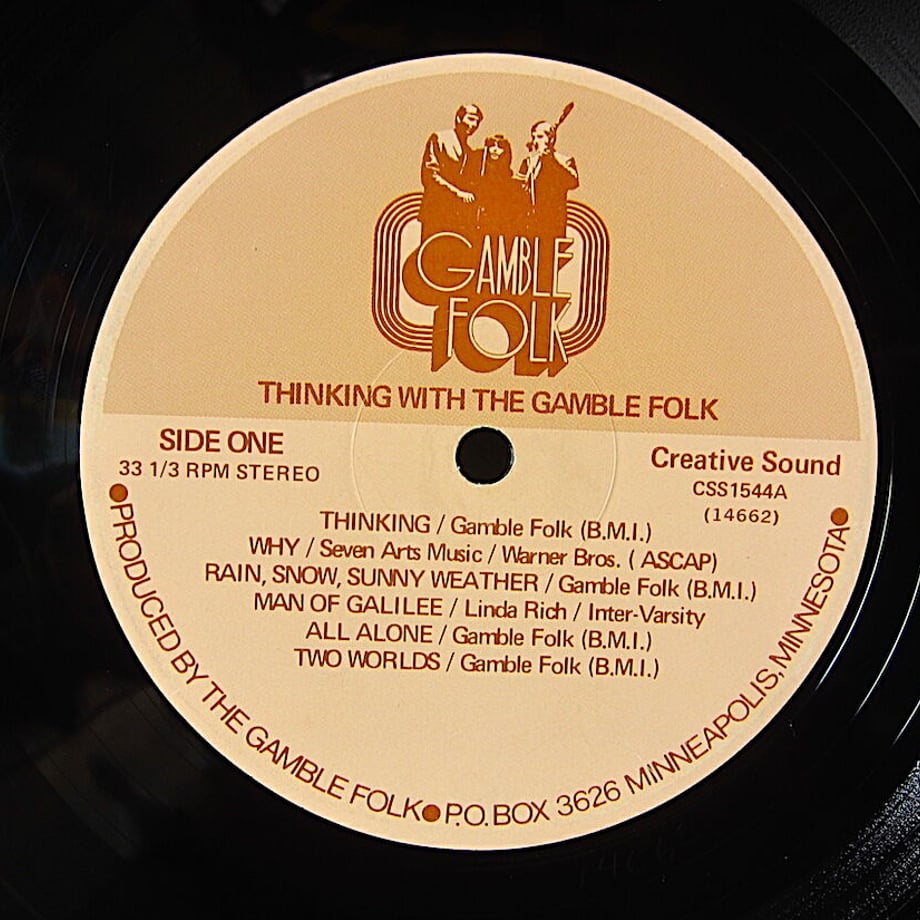 GAMBLE
FOLK
THINKING WITH THE GAMBLE FOLK
SIDE ONE
33 1/3 RPM STEREO
Creative Sound
CSS1544A
(14662)
THINKING / Gamble Folk (B.M.I.)
WHY / Seven Arts Music / Warner Bros. ( ASCAP)
RAIN, SNOW, SUNNY WEATHER / Gamble Folk (B.M.I.)
MAN OF GALILEE / Linda Rich / Inter-Varsity
ALL ALONE / Gamble Folk (B.M.I.)
TWO WORLDS / Gamble Folk (B.M.I.)
●PRODUCED BY THE GAMBLE FOLK●P.O. BOX 3626 MINNEAPOLIS, MINNESOTA●